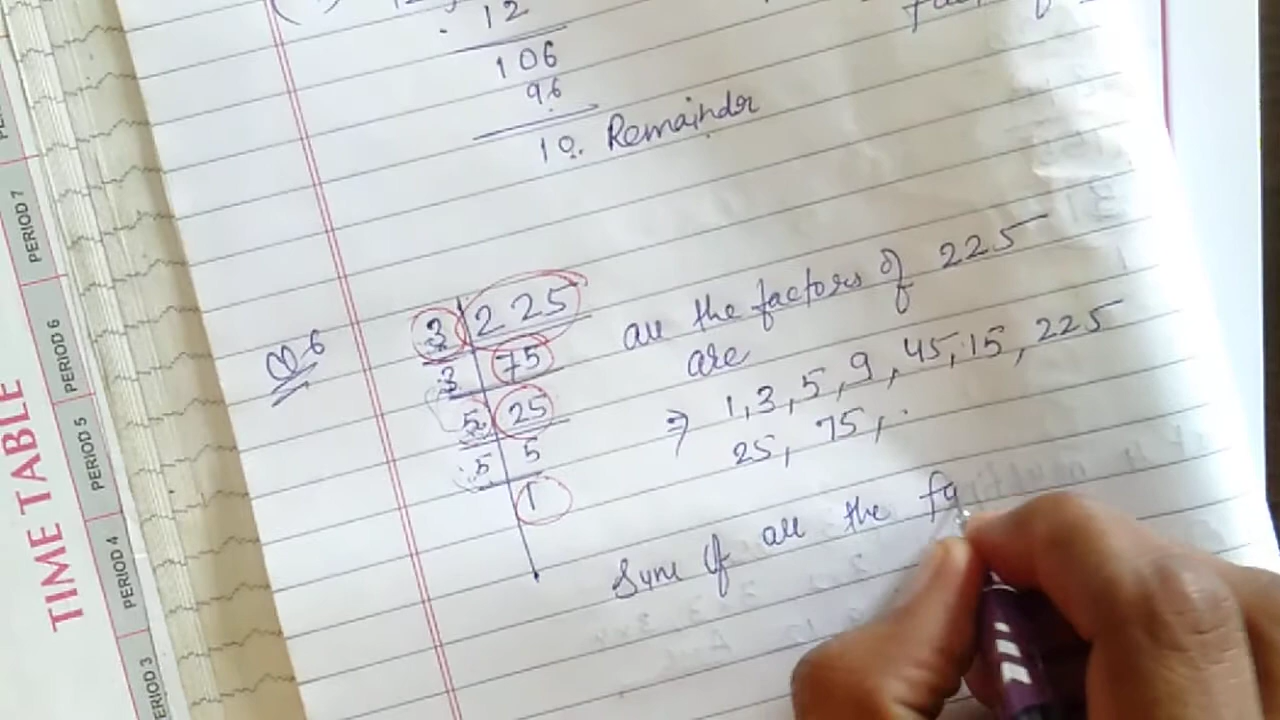 12
106
96
10. Remainder
Q.6
3 225
3 75
5 25
5 5
1
all the factors of 225
are
⇒ 1,3,5,9,45,15,225
25, 75,
Sum of all the fa
TIME TABLE
PERIOD 7
PERIOD 6
PERIOD 5
PERIOD 4
PERIOD 3